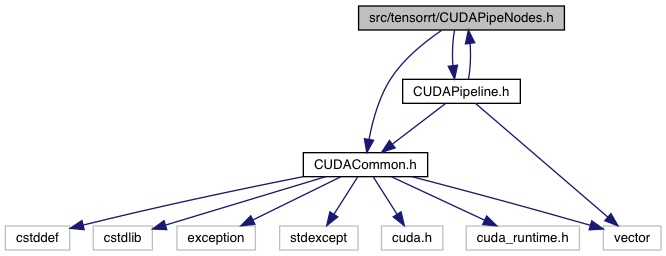 src/tensorrt/CUDAPipeNodes.h
CUDAPipeline.h
CUDACommon.h
cstddef
cstdlib
exception
stdexcept
cuda.h
cuda_runtime.h
vector